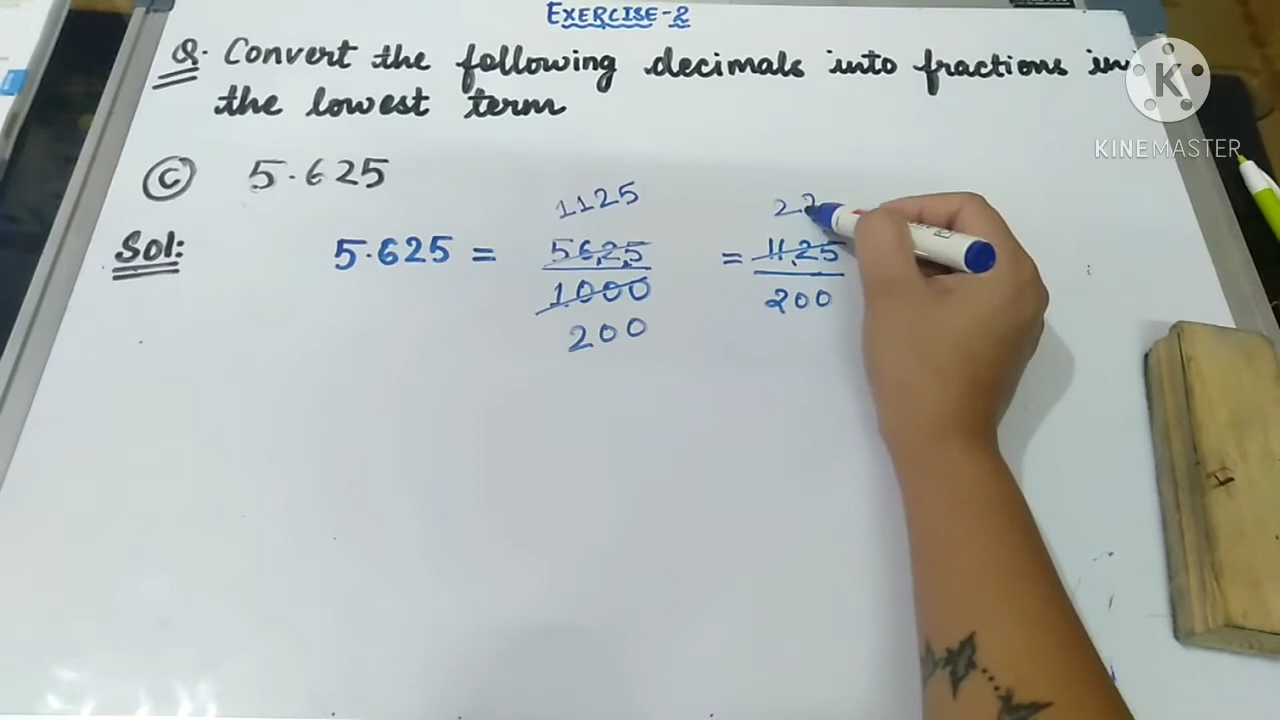 EXERCISE-2
Q. Convert the following decimals into fractions in
the lowest term
C 5.625
Sol:
1125
5.625 = 5625/1000
200
22
= 1125/200
K
KINEMASTER